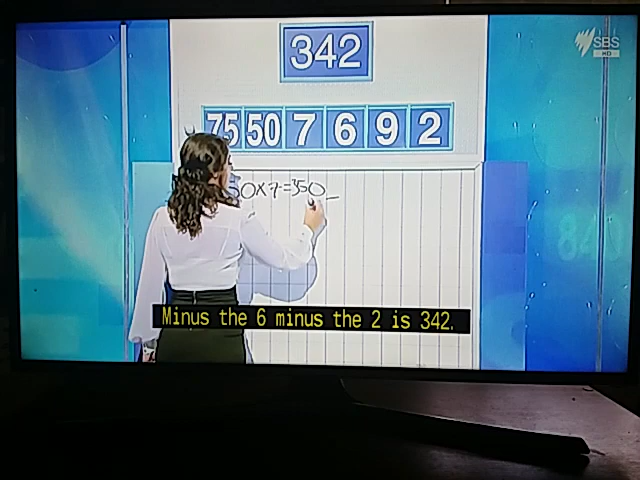 342
SBS
HD
75 50 7 6 9 2
50x7=350-
Minus the 6 minus the 2 is 342.